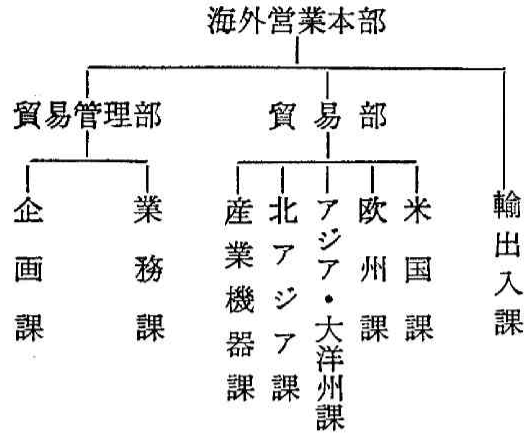 海外営業本部
貿易管理部
貿易部
企画課
業務課
産業機器課
北アジア課
アジア・大洋州課
欧州課
米国課
輸出入課